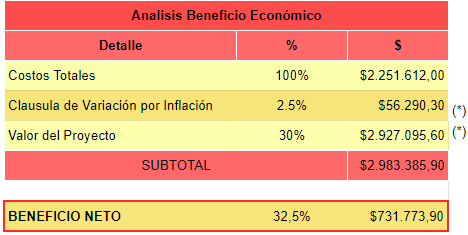 Analisis Beneficio Económico
Detalle % $
Costos Totales 100% $2.251.612,00
Clausula de Variación por Inflación 2.5% $56.290,30 (*)
Valor del Proyecto 30% $2.927.095,60 (*)
SUBTOTAL $2.983.385,90
BENEFICIO NETO 32,5% $731.773,90